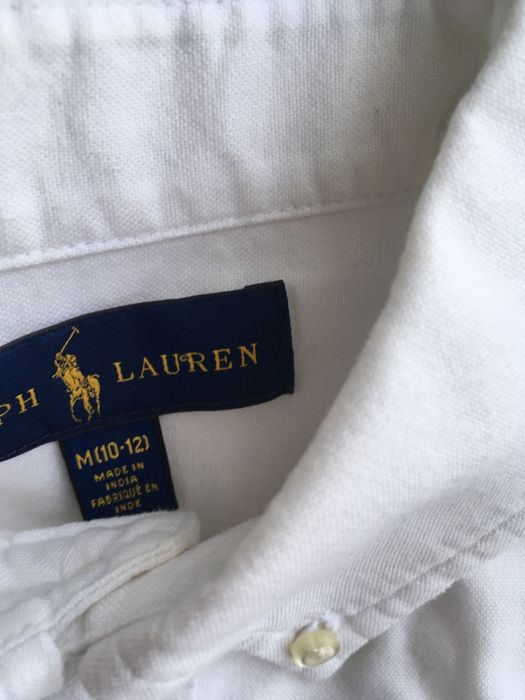 PH LAUREN
M(10-12)
MADE IN
INDIA
FABRIQUÉ EN
INDE